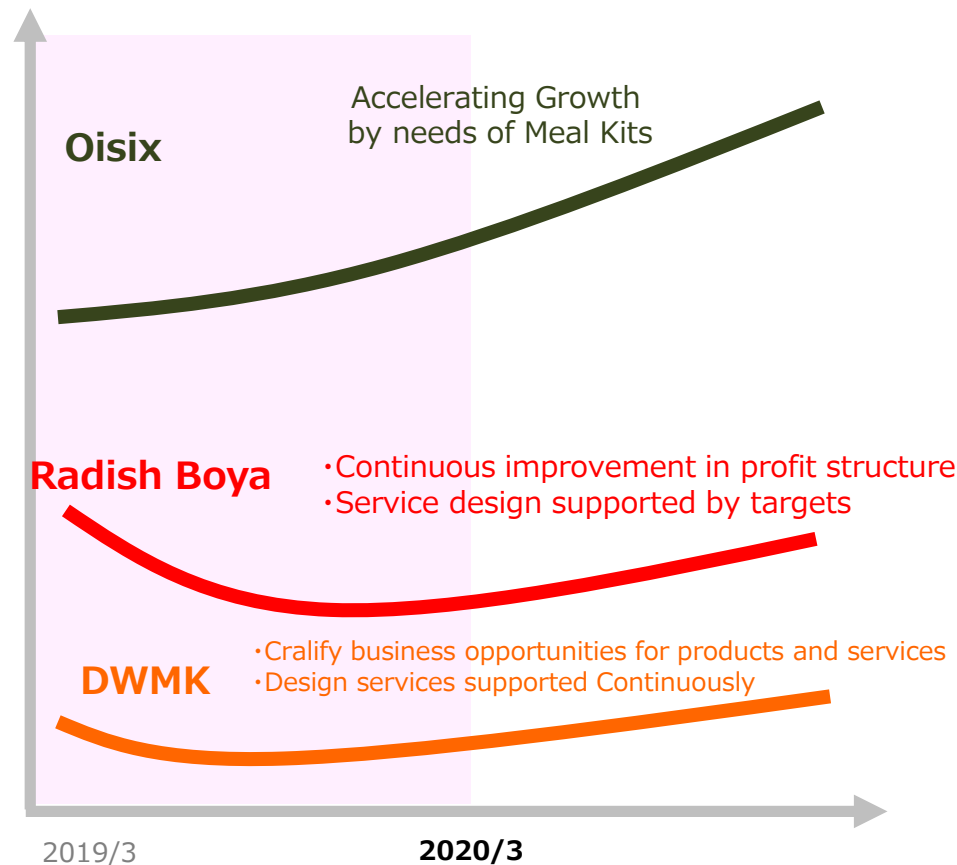 Accelerating Growth
by needs of Meal Kits
Oisix
Radish Boya
・Continuous improvement in profit structure
・Service design supported by targets
DWMK
・Cralify business opportunities for products and services
・Design services supported Continuously
2019/3
2020/3